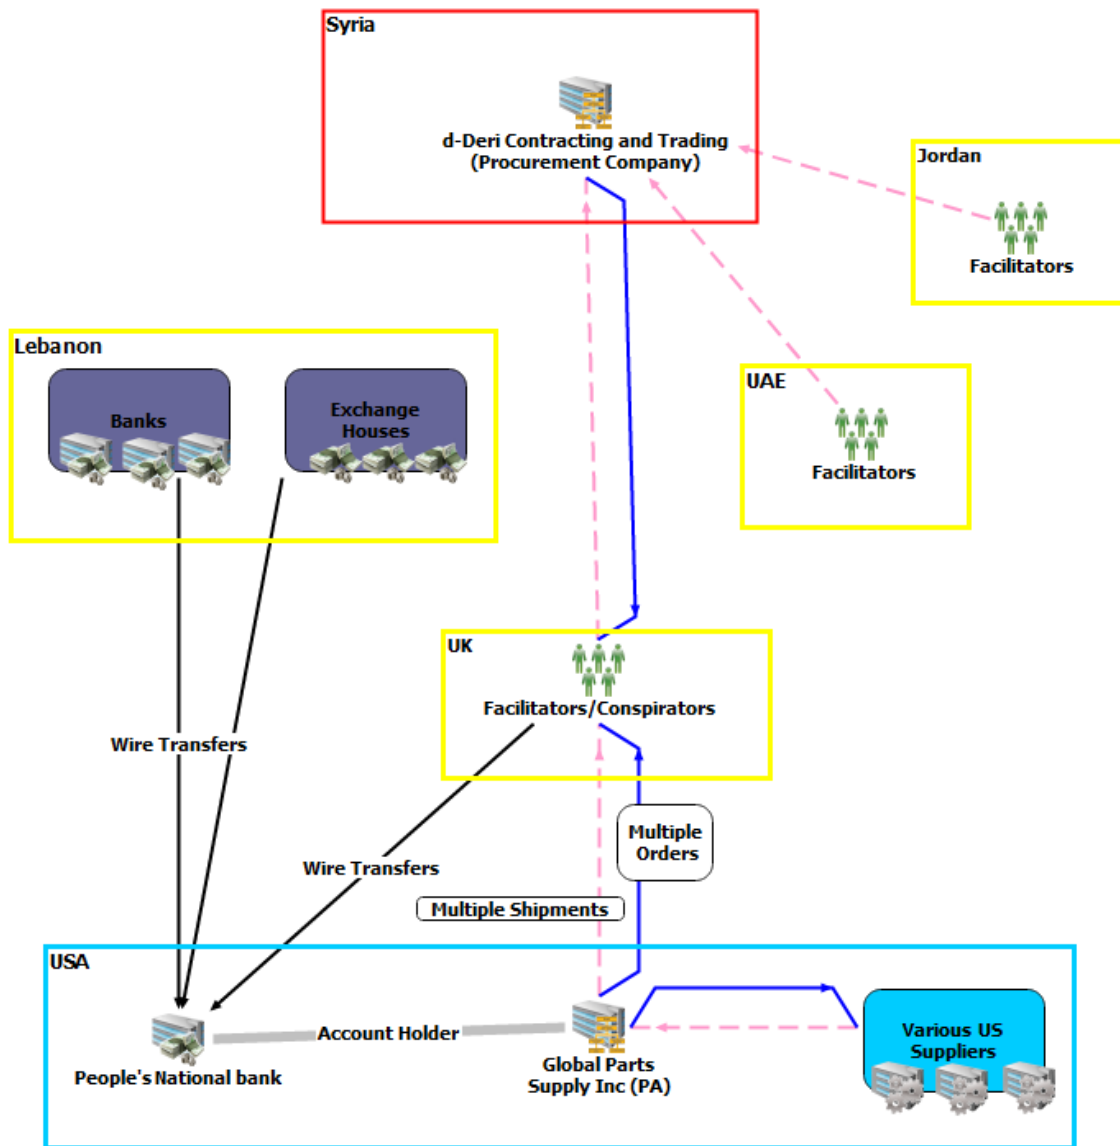 Syria
d-Deri Contracting and Trading
(Procurement Company)
Jordan
Facilitators
Lebanon
Banks
Exchange
Houses
UAE
Facilitators
UK
Facilitators/Conspirators
Wire Transfers
Multiple
Orders
Wire Transfers
Multiple Shipments
USA
Account Holder
People's National bank
Global Parts
Supply Inc (PA)
Various US
Suppliers